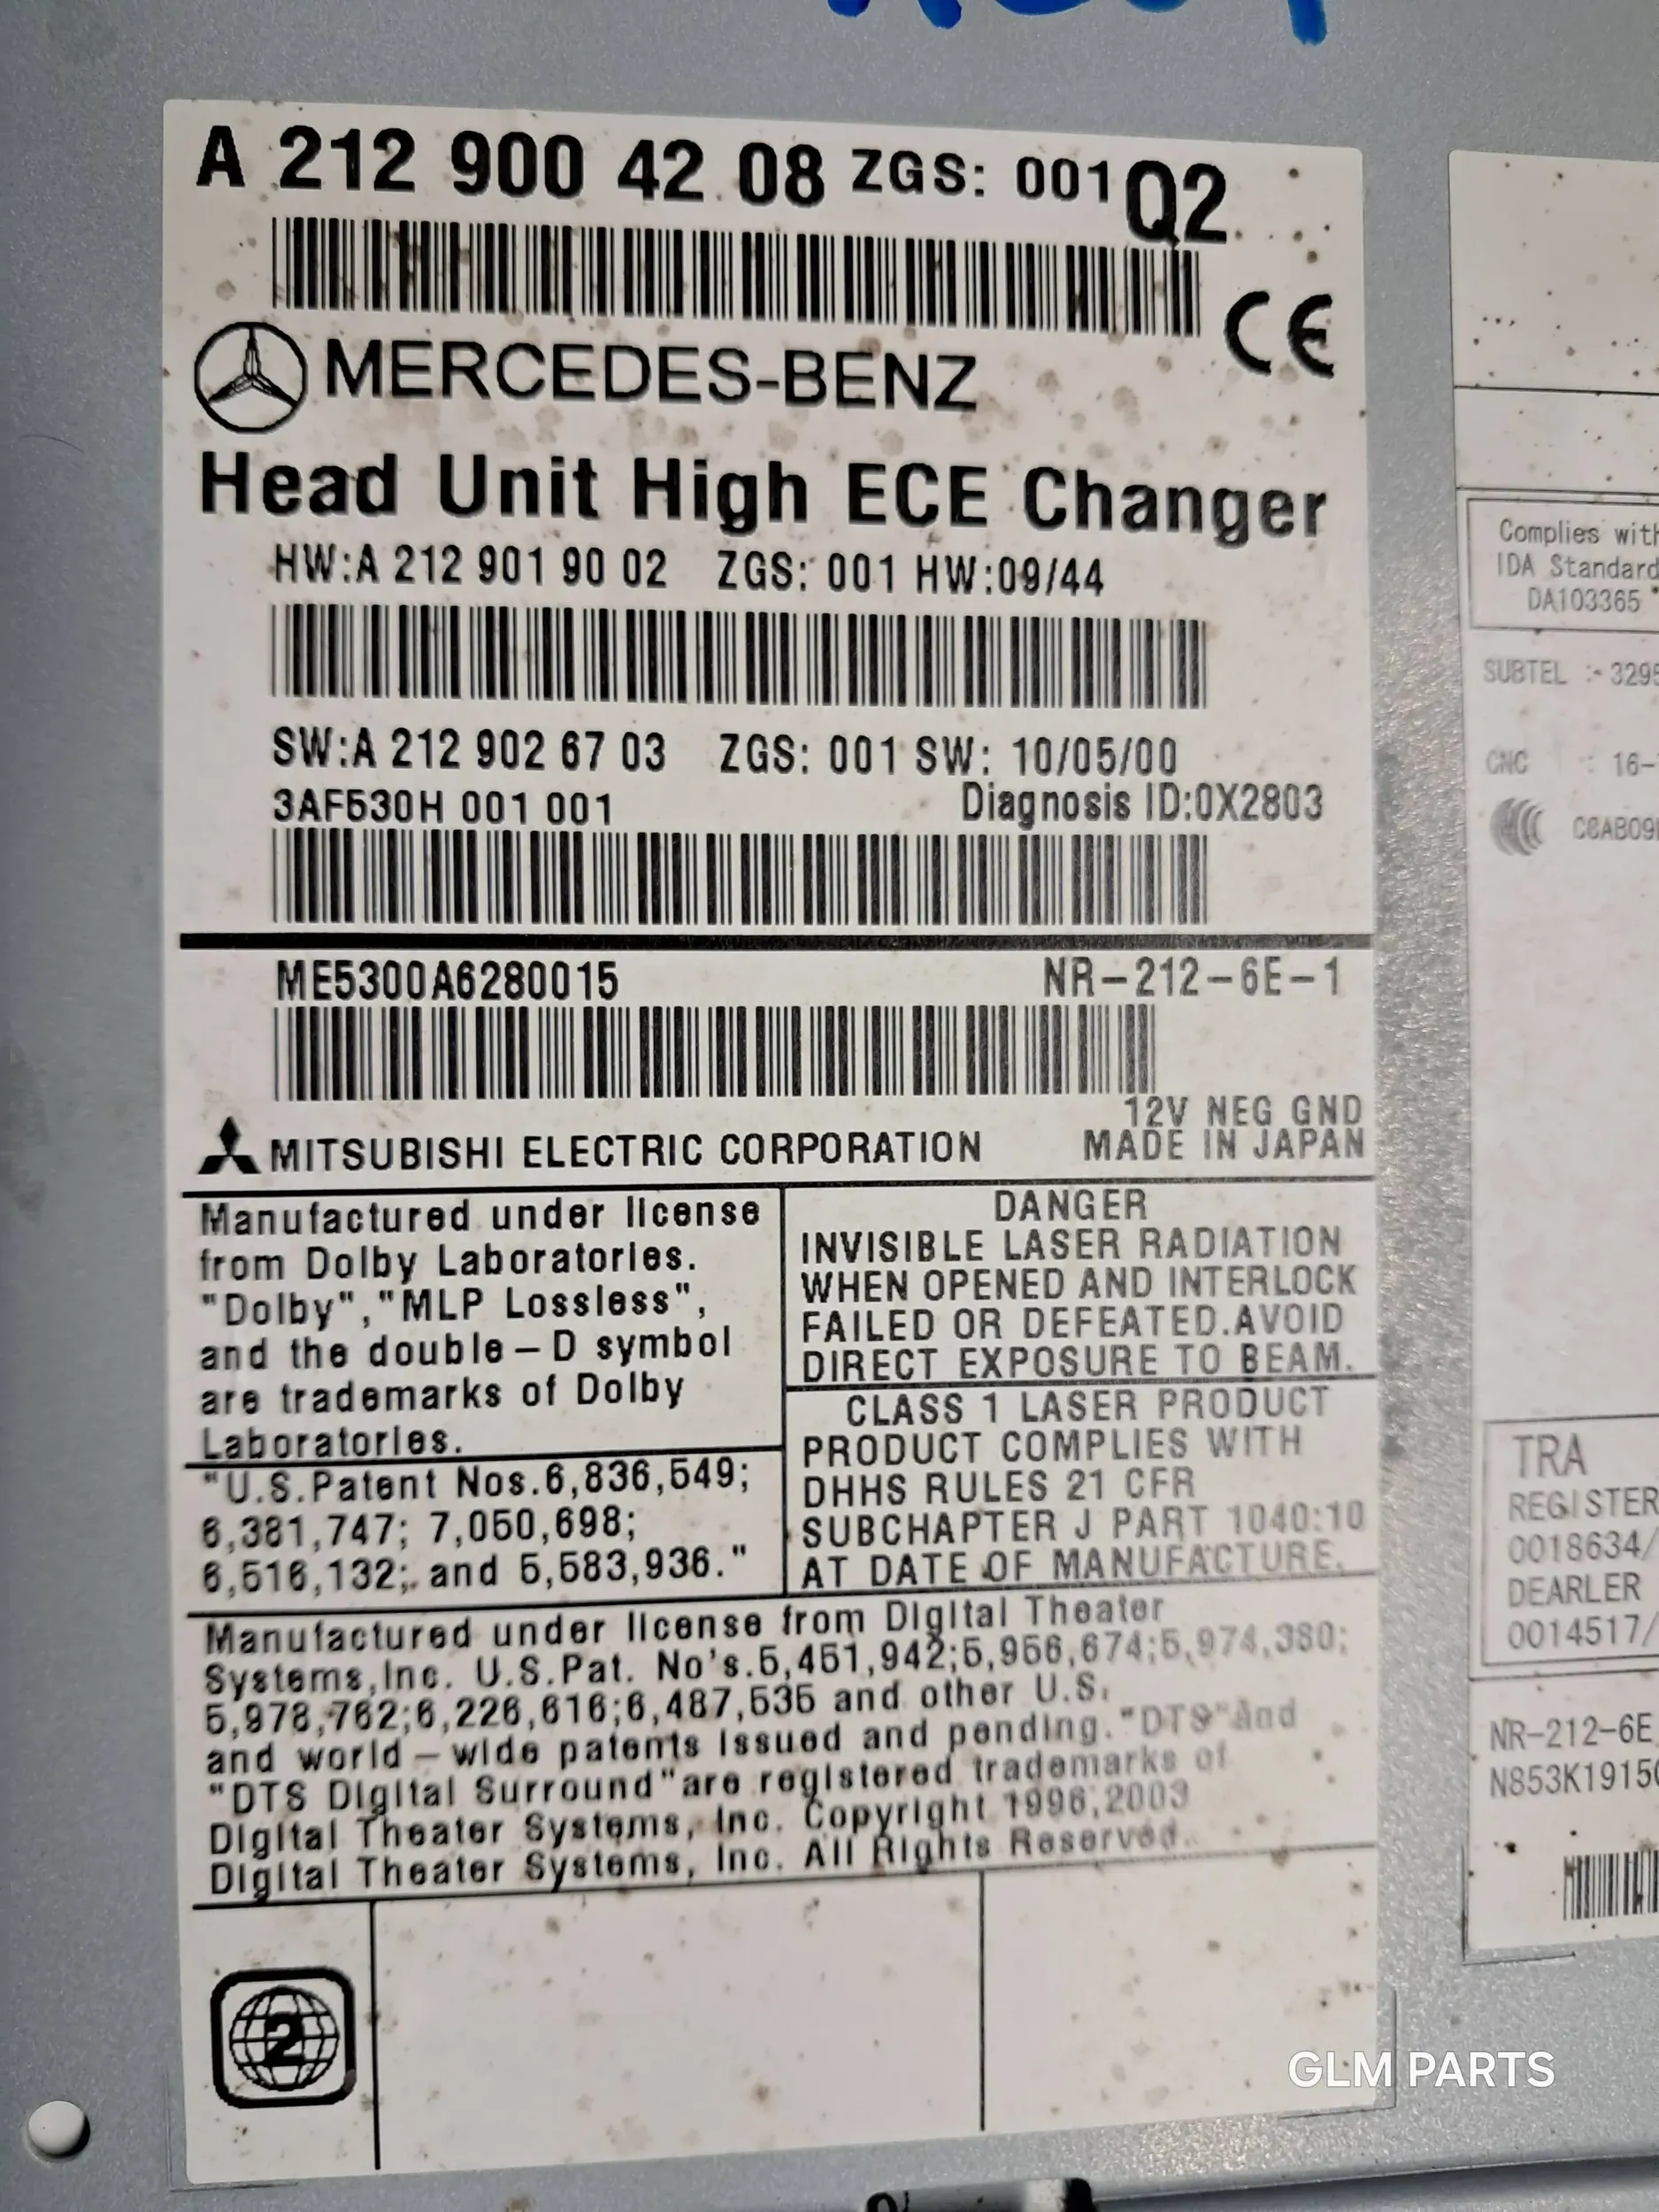 A 212 900 42 08 ZGS: 001 Q2
CE
MERCEDES-BENZ
Head Unit High ECE Changer
HW:A 212 901 90 02 ZGS: 001 HW:09/44
SW:A 212 902 67 03 ZGS: 001 SW: 10/05/00
3AF530H 001 001 Diagnosis ID:0X2803
ME5300A6280015 NR-212-6E-1
12V NEG GND
MITSUBISHI ELECTRIC CORPORATION MADE IN JAPAN
Manufactured under license
from Dolby Laboratories.
"Dolby","MLP Lossless",
and the double-D symbol
are trademarks of Dolby
Laboratories.
"U.S.Patent Nos.6,836,549;
6,381,747; 7,050,698;
6,516,132; and 5,583,936."
DANGER
INVISIBLE LASER RADIATION
WHEN OPENED AND INTERLOCK
FAILED OR DEFEATED.AVOID
DIRECT EXPOSURE TO BEAM.
CLASS 1 LASER PRODUCT
PRODUCT COMPLIES WITH
DHHS RULES 21 CFR
SUBCHAPTER J PART 1040:10
AT DATE OF MANUFACTURE.
Manufactured under license from Digital Theater
Systems,Inc. U.S.Pat. No's.5,451,942;5,956,674;5,974,380;
5,978,762;6,226,616;6,487,535 and other U.S.
and world-wide patents issued and pending."DTS"and
"DTS Digital Surround"are registered trademarks of
Digital Theater Systems, Inc. Copyright 1996,2003
Digital Theater Systems, Inc. All Rights Reserved.
2
Complies with
IDA Standard
DA103365
SUBTEL :- 329
CNC : 16-
CCAB09
TRA
REGISTER
0018634/
DEARLER
0014517/
NR-212-6E
N853K1915
GLM PARTS